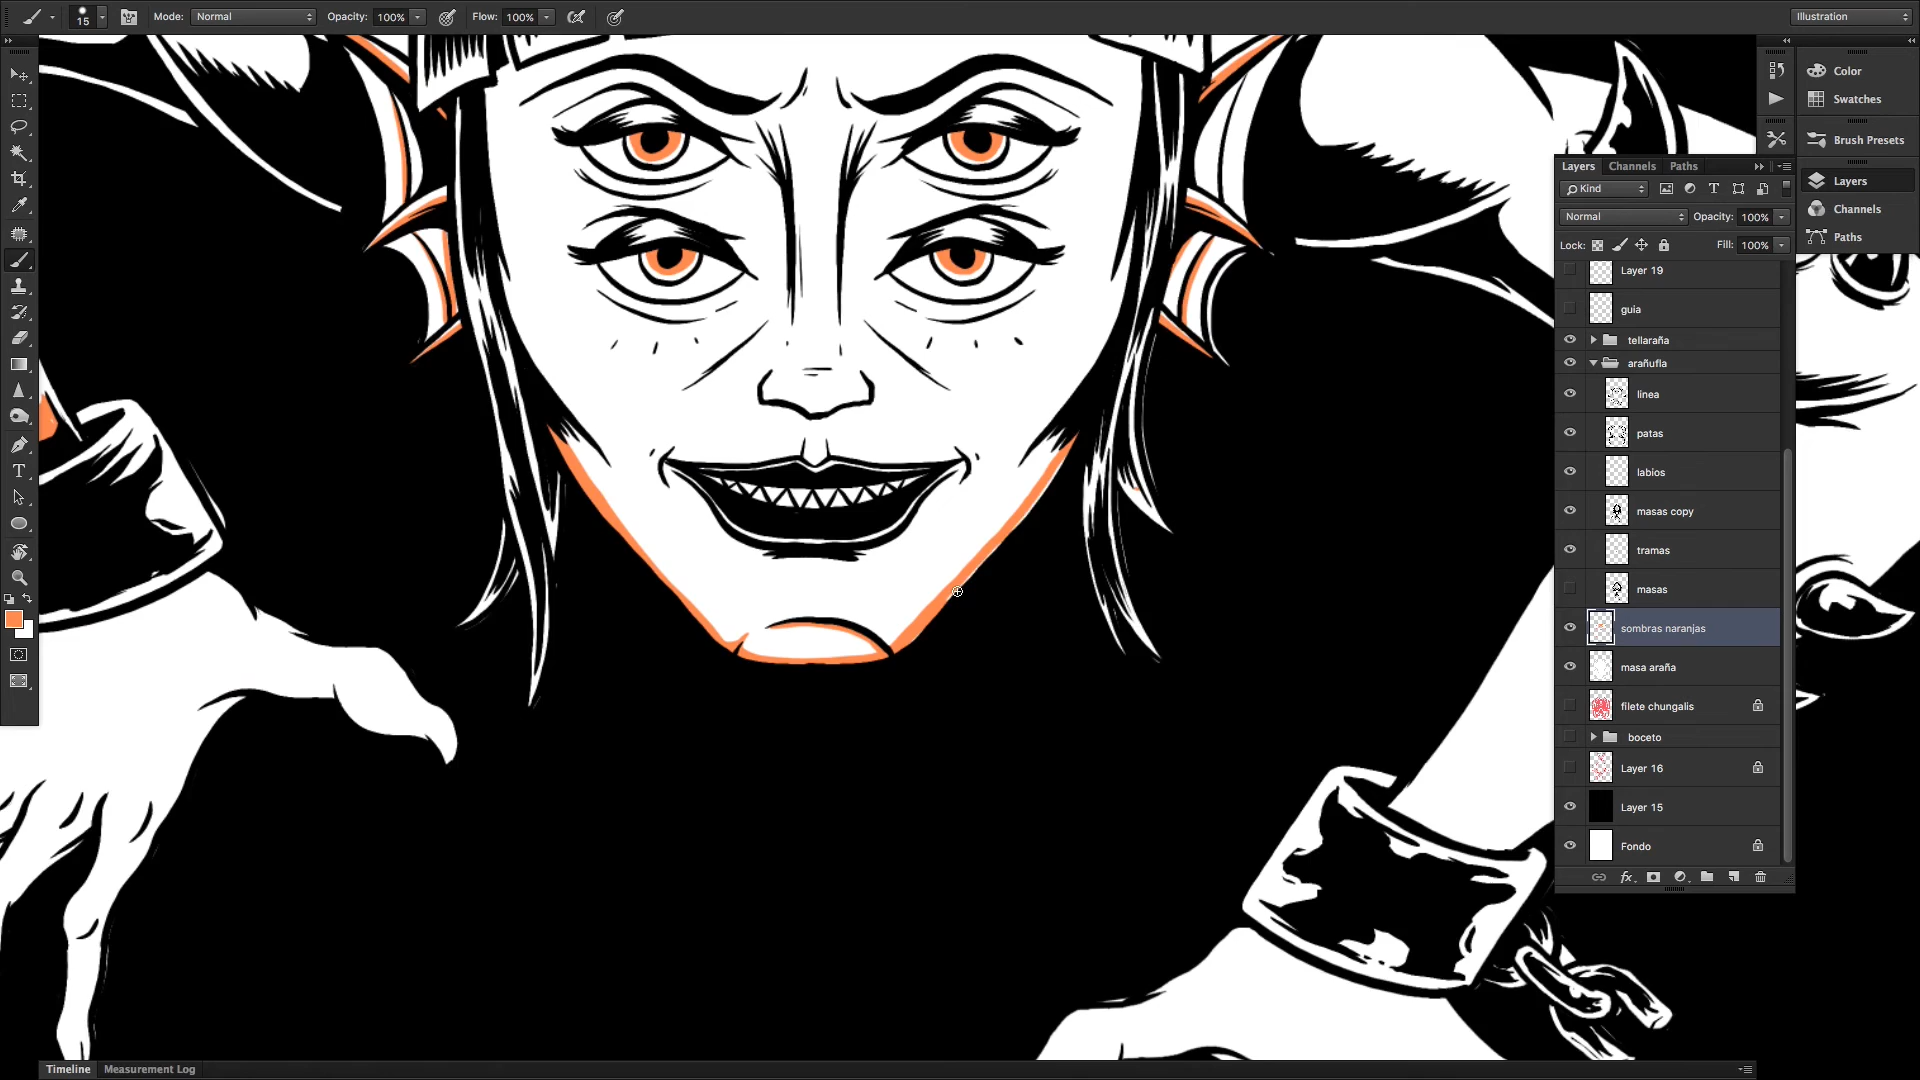 15 Mode: Normal Opacity: 100% Flow: 100% Illustration
Color
Swatches
Brush Presets
Layers
Channels
Paths
Layers Channels Paths
Kind T
Normal Opacity: 100%
Lock: Fill: 100%
Layer 19
guia
tellaraña
arañufla
linea
patas
labios
masas copy
tramas
masas
sombras naranjas
masa araña
filete chungalis
boceto
Layer 16
Layer 15
Fondo
fx
T
Timeline Measurement Log